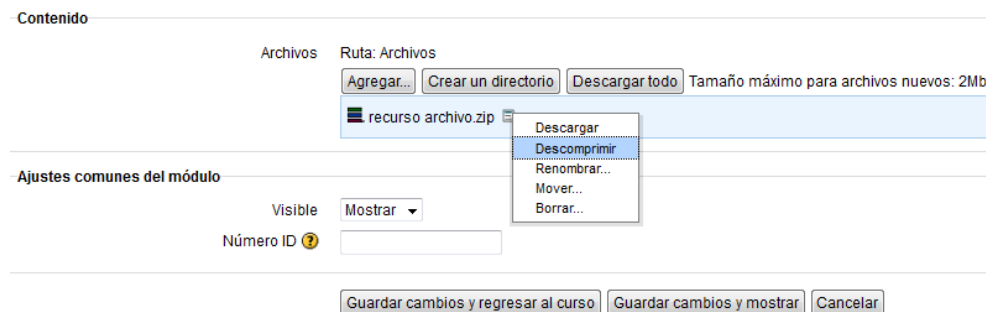 Contenido
Archivos Ruta: Archivos
Agregar... Crear un directorio Descargar todo Tamaño máximo para archivos nuevos: 2Mb
recurso archivo.zip
Descargar
Descomprimir
Renombrar...
Mover...
Borrar...
Ajustes comunes del módulo
Visible Mostrar
Número ID ?
Guardar cambios y regresar al curso Guardar cambios y mostrar Cancelar